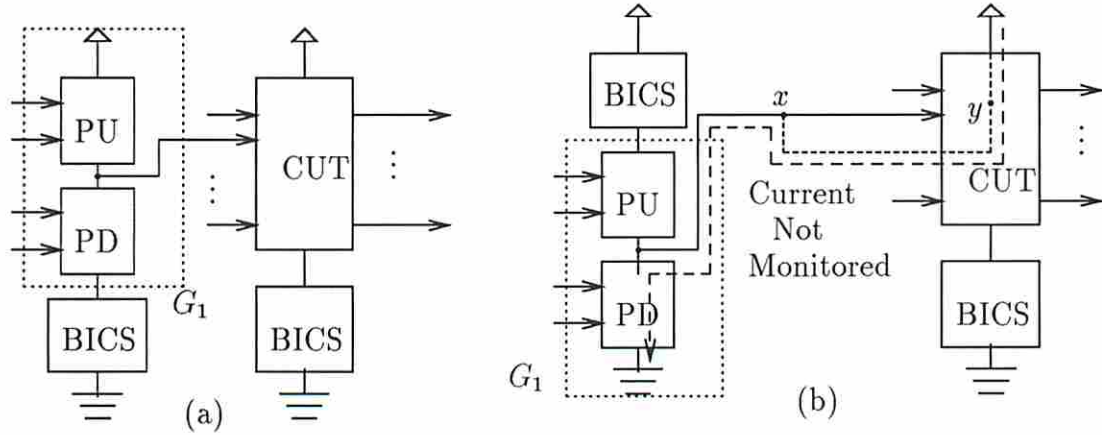 PU
PD
BICS
G1
CUT
BICS
(a)
BICS
PU
PD
G1
x
y
CUT
Current
Not
Monitored
BICS
(b)